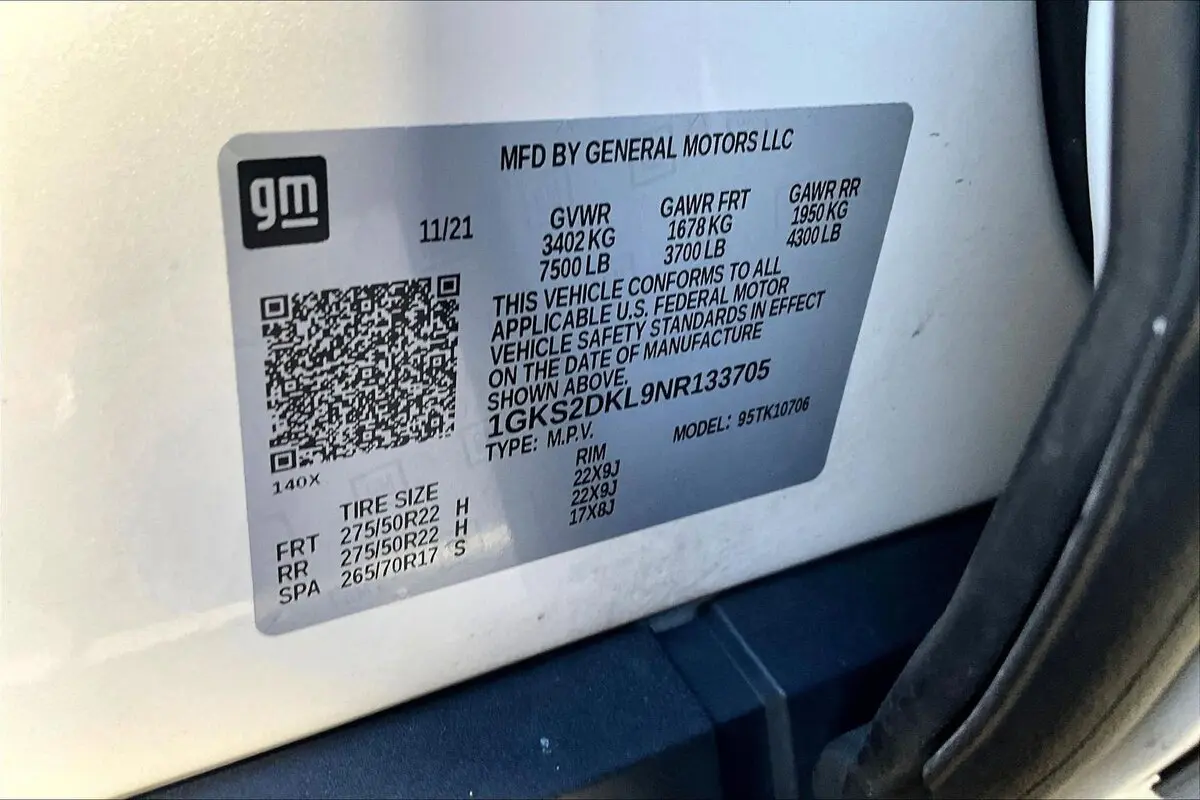 gm
MFD BY GENERAL MOTORS LLC
11/21
GVWR GAWR FRT GAWR RR
3402 KG 1678 KG 1950 KG
7500 LB 3700 LB 4300 LB
THIS VEHICLE CONFORMS TO ALL
APPLICABLE U.S. FEDERAL MOTOR
VEHICLE SAFETY STANDARDS IN EFFECT
ON THE DATE OF MANUFACTURE
SHOWN ABOVE.
1GKS2DKL9NR133705
TYPE: M.P.V. MODEL: 95TK10706
140X
TIRE SIZE RIM
FRT 275/50R22 H 22X9J
RR 275/50R22 H 22X9J
SPA 265/70R17 S 17X8J